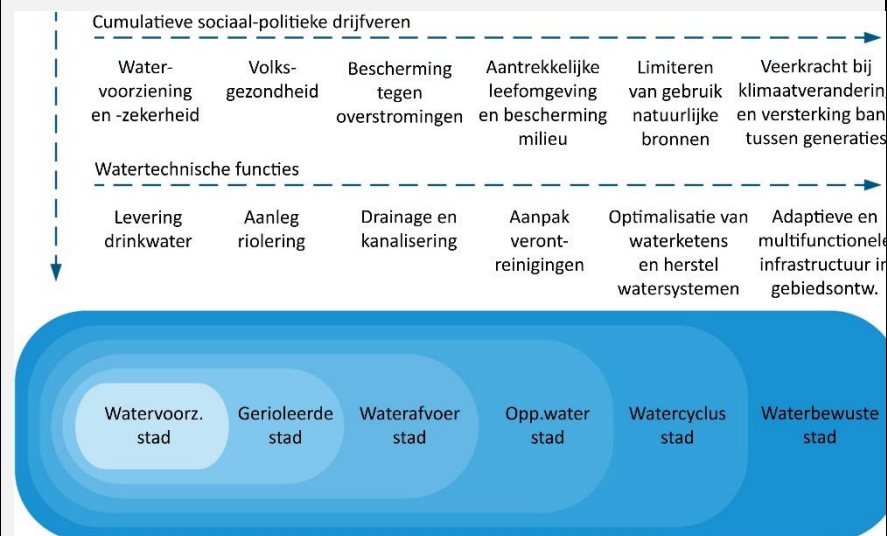 Cumulatieve sociaal-politieke drijfveren
Water-
voorziening
en -zekerheid
Volks-
gezondheid
Bescherming
tegen
overstromingen
Aantrekkelijke
leefomgeving
en bescherming
milieu
Limiteren
van gebruik
natuurlijke
bronnen
Veerkracht bij
klimaatverandering
en versterking ban
tussen generaties
Watertechnische functies
Levering
drinkwater
Aanleg
riolering
Drainage en
kanalisering
Aanpak
veront-
reinigingen
Optimalisatie van
waterketens
en herstel
watersystemen
Adaptieve en
multifunctionele
infrastructuur in
gebiedsontw.
Watervoorz.
stad
Gerioleerde
stad
Waterafvoer
stad
Opp.water
stad
Watercyclus
stad
Waterbewuste
stad